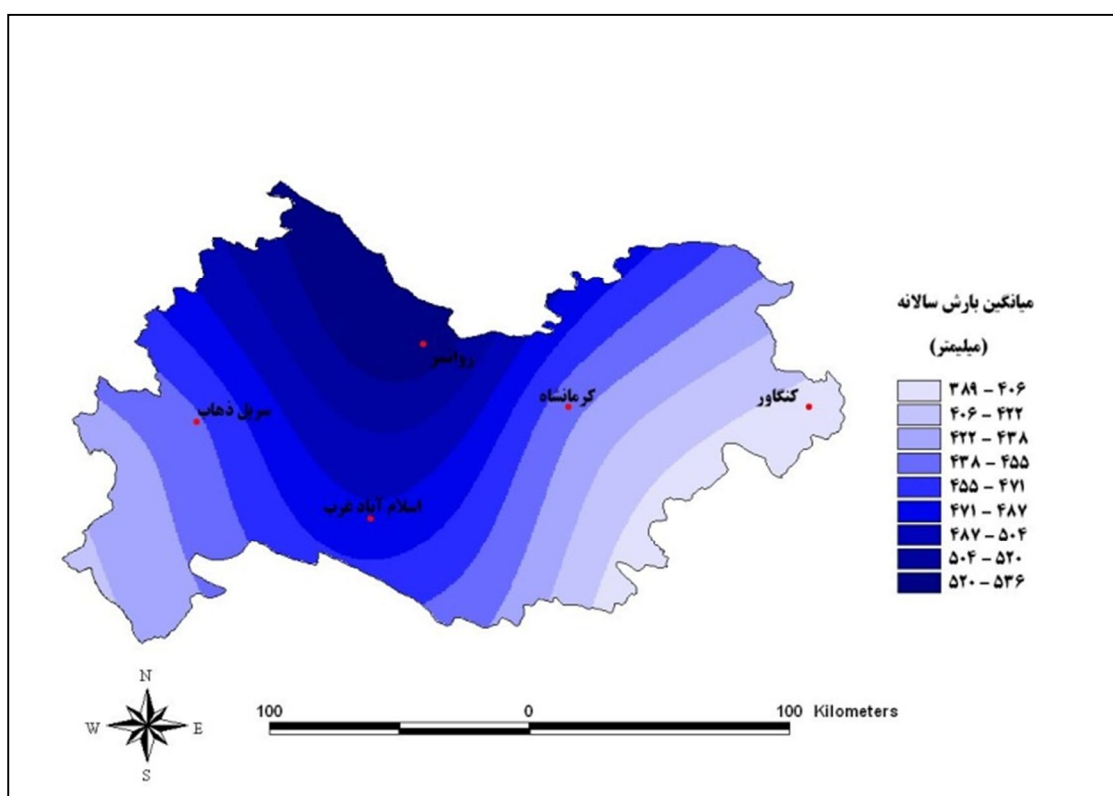 میانگین بارش سالانه
(میلیمتر)
روانسر
کرمانشاه
کنگاور
سرپل ذهاب
اسلام آباد غرب
۳۸۹ – ۴۰۶
۴۰۶ – ۴۲۲
۴۲۲ – ۴۳۸
۴۳۸ – ۴۵۵
۴۵۵ – ۴۷۱
۴۷۱ – ۴۸۷
۴۸۷ – ۵۰۴
۵۰۴ – ۵۲۰
۵۲۰ – ۵۳۶
N
W E
S
100 0 100 Kilometers